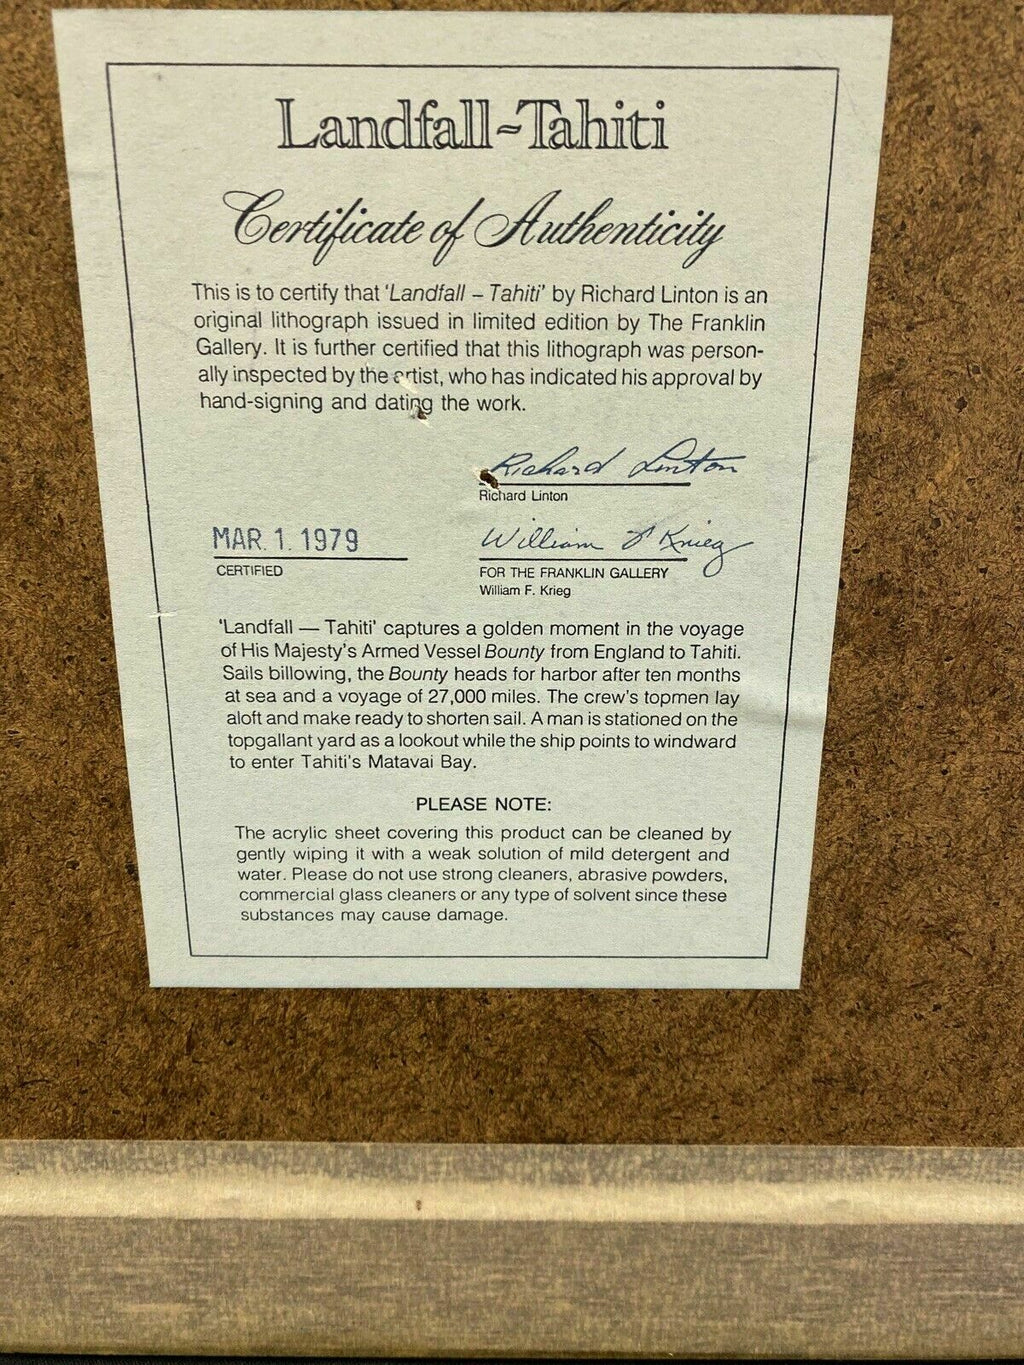 Landfall-Tahiti
Certificate of Authenticity
This is to certify that 'Landfall – Tahiti' by Richard Linton is an
original lithograph issued in limited edition by The Franklin
Gallery. It is further certified that this lithograph was person-
ally inspected by the artist, who has indicated his approval by
hand-signing and dating the work.
Richard Linton
Richard Linton
MAR. 1. 1979
William F Krieg
CERTIFIED
FOR THE FRANKLIN GALLERY
William F. Krieg
'Landfall — Tahiti' captures a golden moment in the voyage
of His Majesty's Armed Vessel Bounty from England to Tahiti.
Sails billowing, the Bounty heads for harbor after ten months
at sea and a voyage of 27,000 miles. The crew's topmen lay
aloft and make ready to shorten sail. A man is stationed on the
topgallant yard as a lookout while the ship points to windward
to enter Tahiti's Matavai Bay.
PLEASE NOTE:
The acrylic sheet covering this product can be cleaned by
gently wiping it with a weak solution of mild detergent and
water. Please do not use strong cleaners, abrasive powders,
commercial glass cleaners or any type of solvent since these
substances may cause damage.